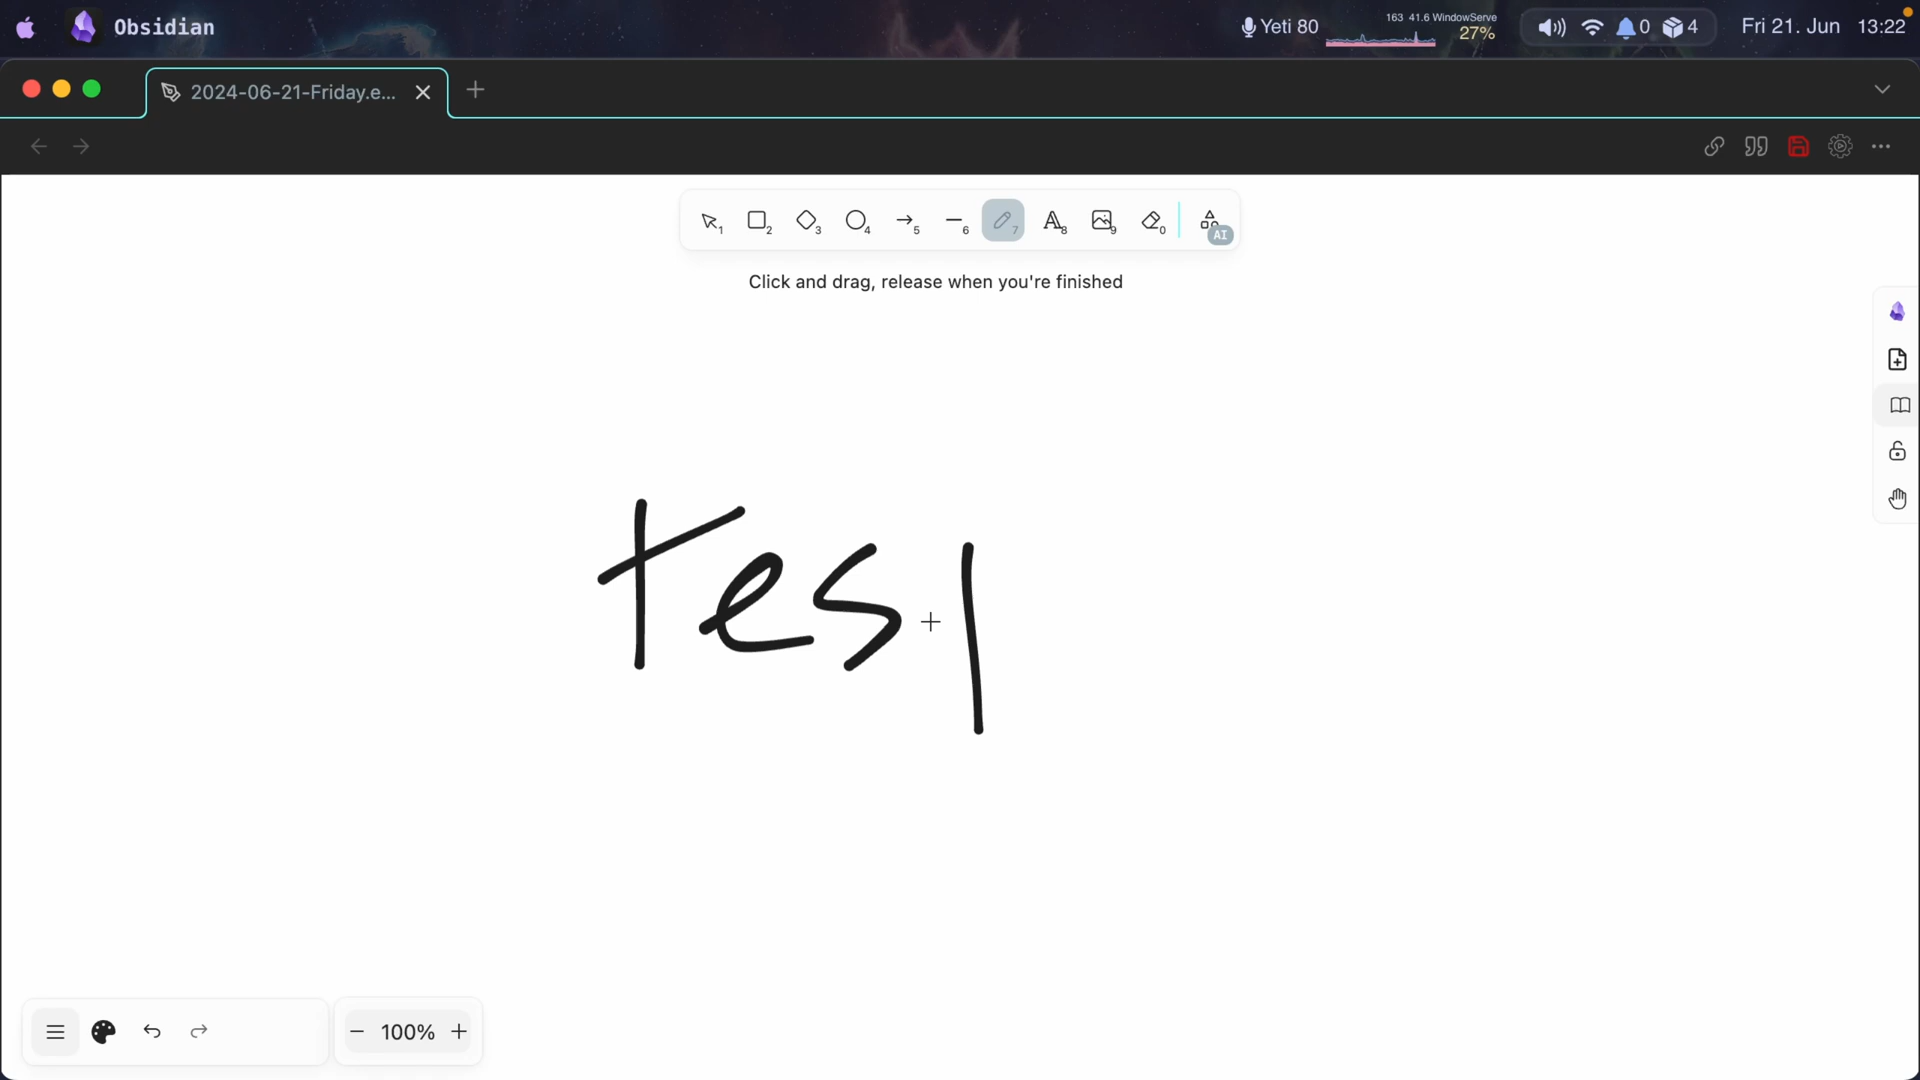 Obsidian
Yeti 80
163 41.6 WindowServe
27%
0
4
Fri 21. Jun 13:22
2024-06-21-Friday.e...
1 2 3 4 5 6 7 8 9 0 AI
Click and drag, release when you're finished
tesl
100%